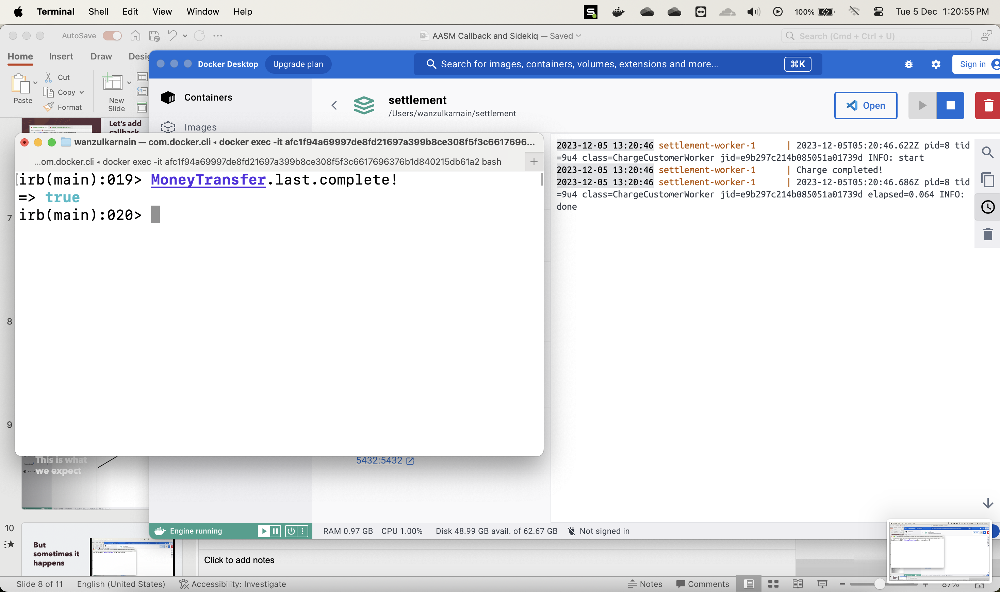 Terminal Shell Edit View Window Help 100% Tue 5 Dec 1:20:55 PM
AutoSave AASM Callback and Sidekiq — Saved Search (Cmd + Ctrl + U)
Home Insert Draw Desig
Docker Desktop Upgrade plan Search for images, containers, volumes, extensions and more... ⌘K Sign in
Paste
Cut
Copy
Format
New
Slide
Containers
Images
settlement
/Users/wanzulkarnain/settlement
Open
Let's add
callback
wanzulkarnain — com.docker.cli ◂ docker exec -it afc1f94a69997de8fd21697a399b8ce308f5f3c6617696...
...om.docker.cli ◂ docker exec -it afc1f94a69997de8fd21697a399b8ce308f5f3c6617696376b1d840215db61a2 bash
irb(main):019> MoneyTransfer.last.complete!
=> true
irb(main):020>
2023-12-05 13:20:46 settlement-worker-1 | 2023-12-05T05:20:46.622Z pid=8 tid
=9u4 class=ChargeCustomerWorker jid=e9b297c214b085051a01739d INFO: start
2023-12-05 13:20:46 settlement-worker-1 | Charge completed!
2023-12-05 13:20:46 settlement-worker-1 | 2023-12-05T05:20:46.686Z pid=8 tid
=9u4 class=ChargeCustomerWorker jid=e9b297c214b085051a01739d elapsed=0.064 INFO:
done
7
8
9
This is what
we expect
5432:5432
Engine running RAM 0.97 GB CPU 1.00% Disk 48.99 GB avail. of 62.67 GB Not signed in
10
But
sometimes it
happens
Click to add notes
Slide 8 of 11 English (United States) Accessibility: Investigate Notes Comments 87%